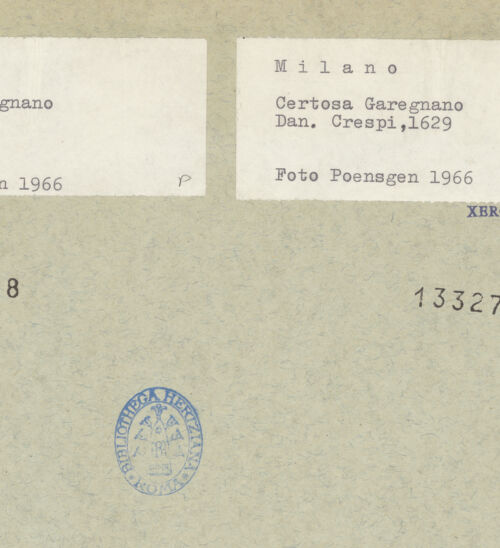 gnano
n 1966
P
8
M i l a n o
Certosa Garegnano
Dan. Crespi,1629
Foto Poensgen 1966
XER
13327
BIBLIOTHECA HERTZIANA
ROMA